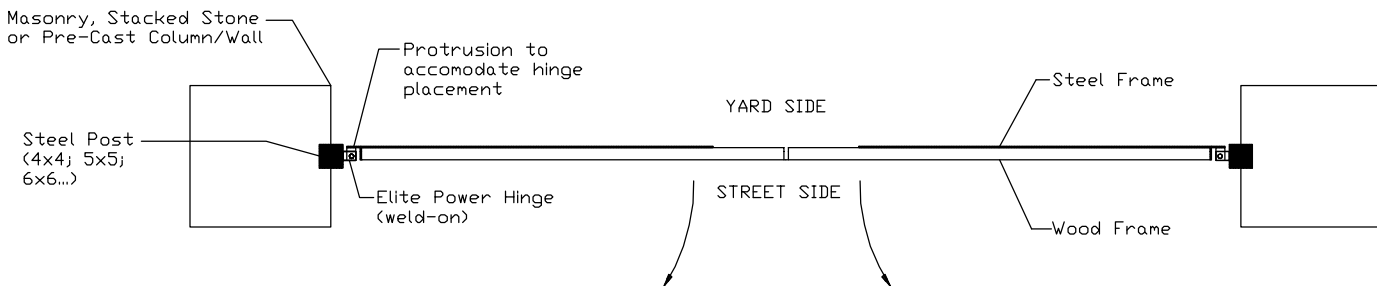 Masonry, Stacked Stone
or Pre-Cast Column/Wall
Protrusion to
accomodate hinge
placement
YARD SIDE
Steel Frame
Steel Post
(4x4; 5x5;
6x6...)
Elite Power Hinge
(weld-on)
STREET SIDE
Wood Frame